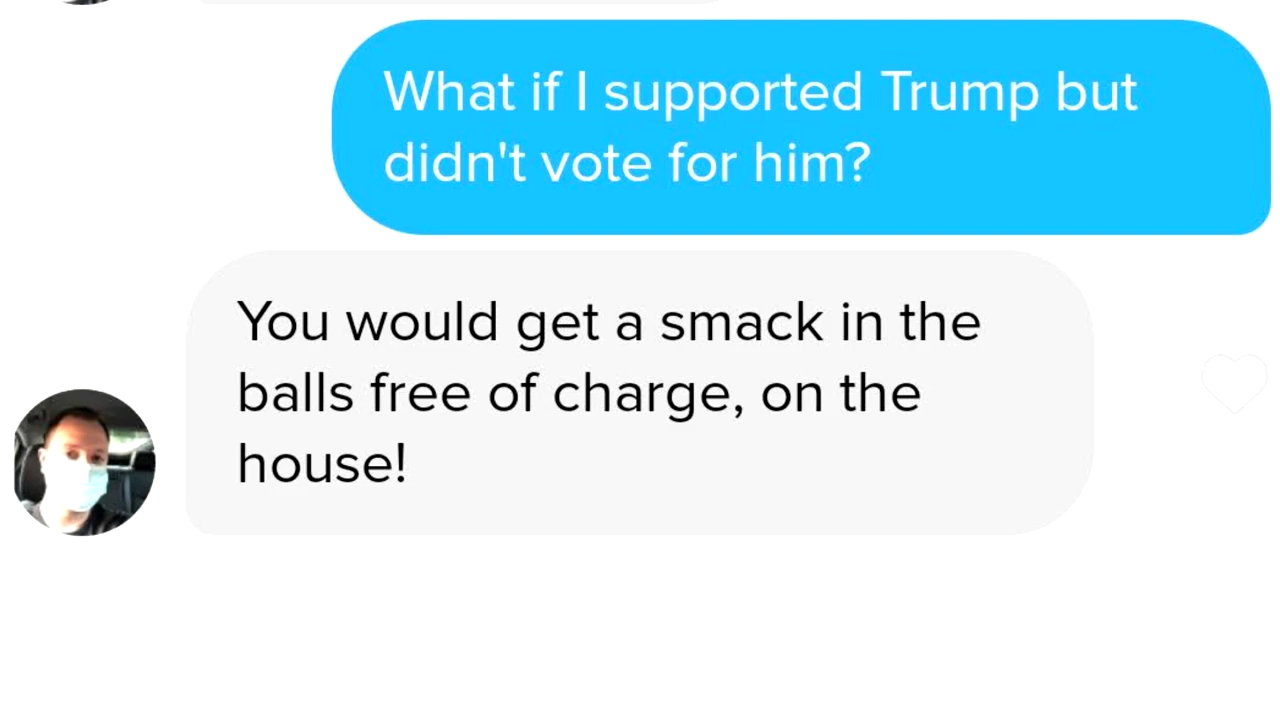 What if I supported Trump but
didn't vote for him?
You would get a smack in the
balls free of charge, on the
house!